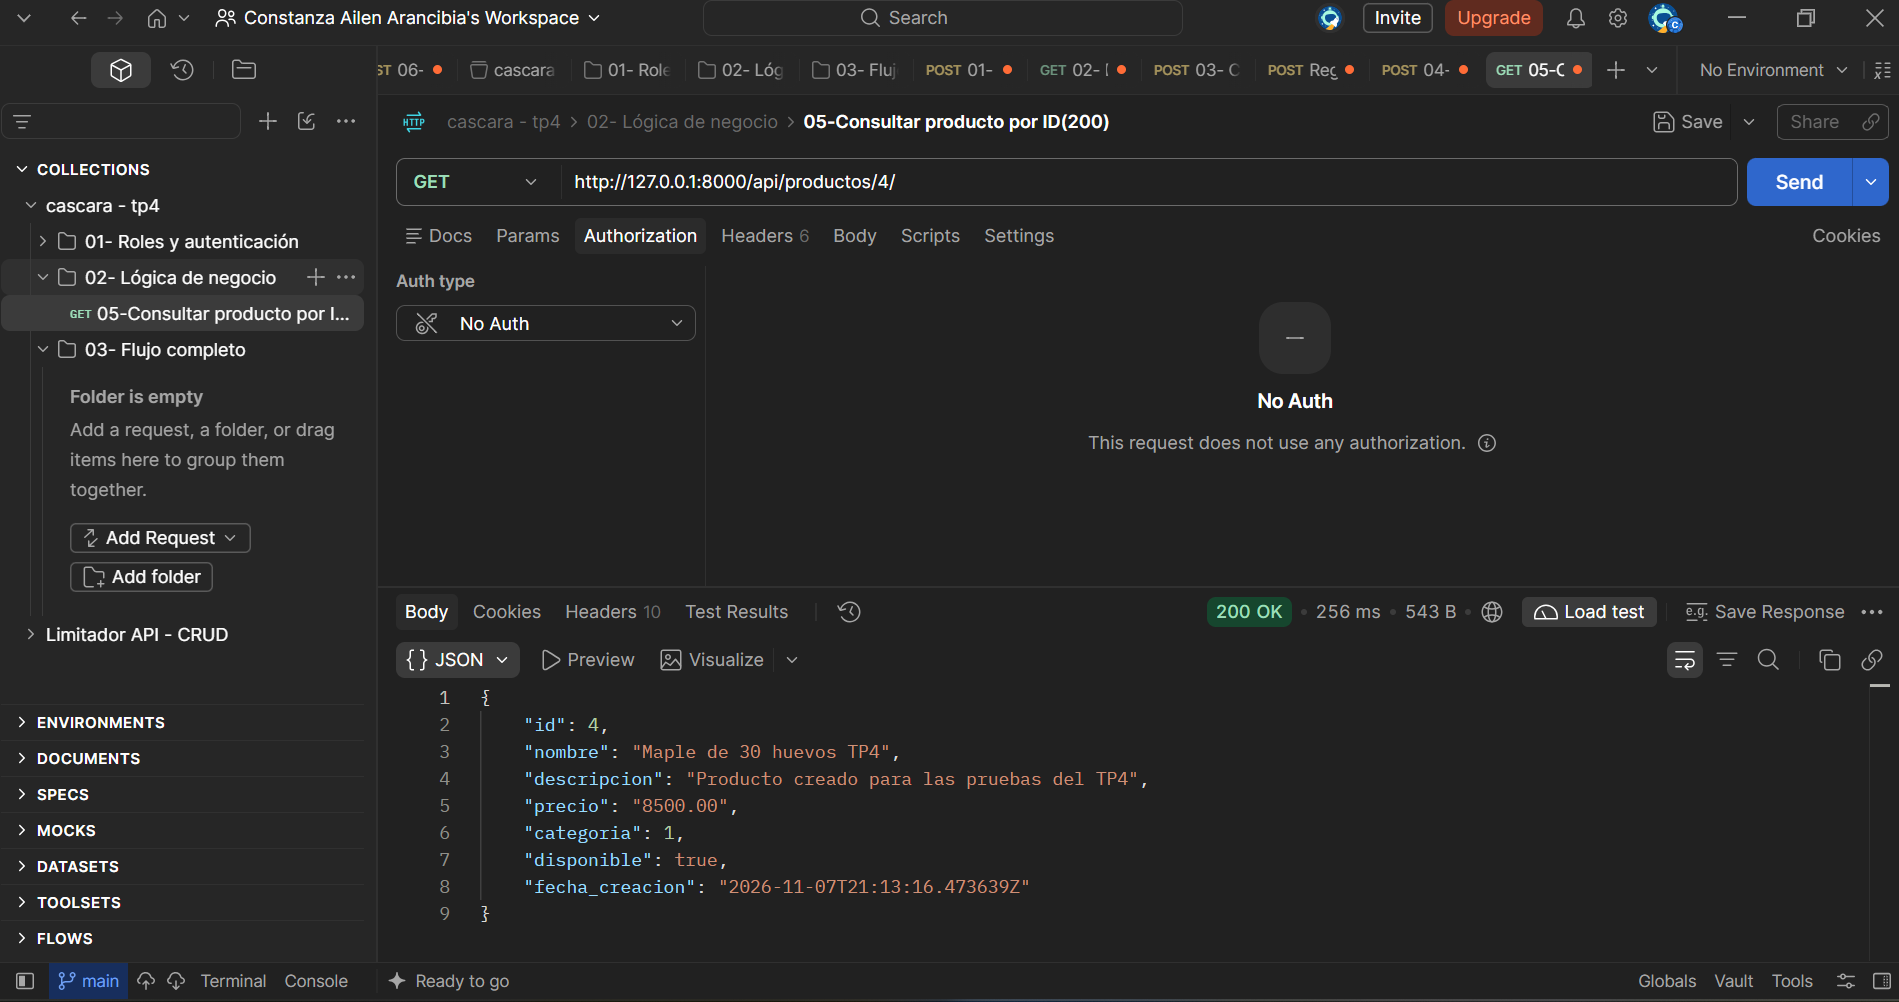 Constanza Ailen Arancibia's Workspace
Search
Invite
Upgrade
ST 06-
cascara
01- Role
02- Lóg
03- Fluj
POST 01-
GET 02-
POST 03- C
POST Reg
POST 04-
GET 05-C
No Environment
cascara - tp4 > 02- Lógica de negocio > 05-Consultar producto por ID(200)
Save
Share
COLLECTIONS
cascara - tp4
01- Roles y autenticación
02- Lógica de negocio
GET 05-Consultar producto por I...
03- Flujo completo
Folder is empty
Add a request, a folder, or drag
items here to group them
together.
Add Request
Add folder
Limitador API - CRUD
ENVIRONMENTS
DOCUMENTS
SPECS
MOCKS
DATASETS
TOOLSETS
FLOWS
HTTP
GET
http://127.0.0.1:8000/api/productos/4/
Send
Docs
Params
Authorization
Headers 6
Body
Scripts
Settings
Cookies
Auth type
No Auth
No Auth
This request does not use any authorization.
Body
Cookies
Headers 10
Test Results
200 OK
256 ms
543 B
Load test
e.g.
Save Response
{} JSON
Preview
Visualize
1 {
2 "id": 4,
3 "nombre": "Maple de 30 huevos TP4",
4 "descripcion": "Producto creado para las pruebas del TP4",
5 "precio": "8500.00",
6 "categoria": 1,
7 "disponible": true,
8 "fecha_creacion": "2026-11-07T21:13:16.473639Z"
9 }
main
Terminal
Console
Ready to go
Globals
Vault
Tools